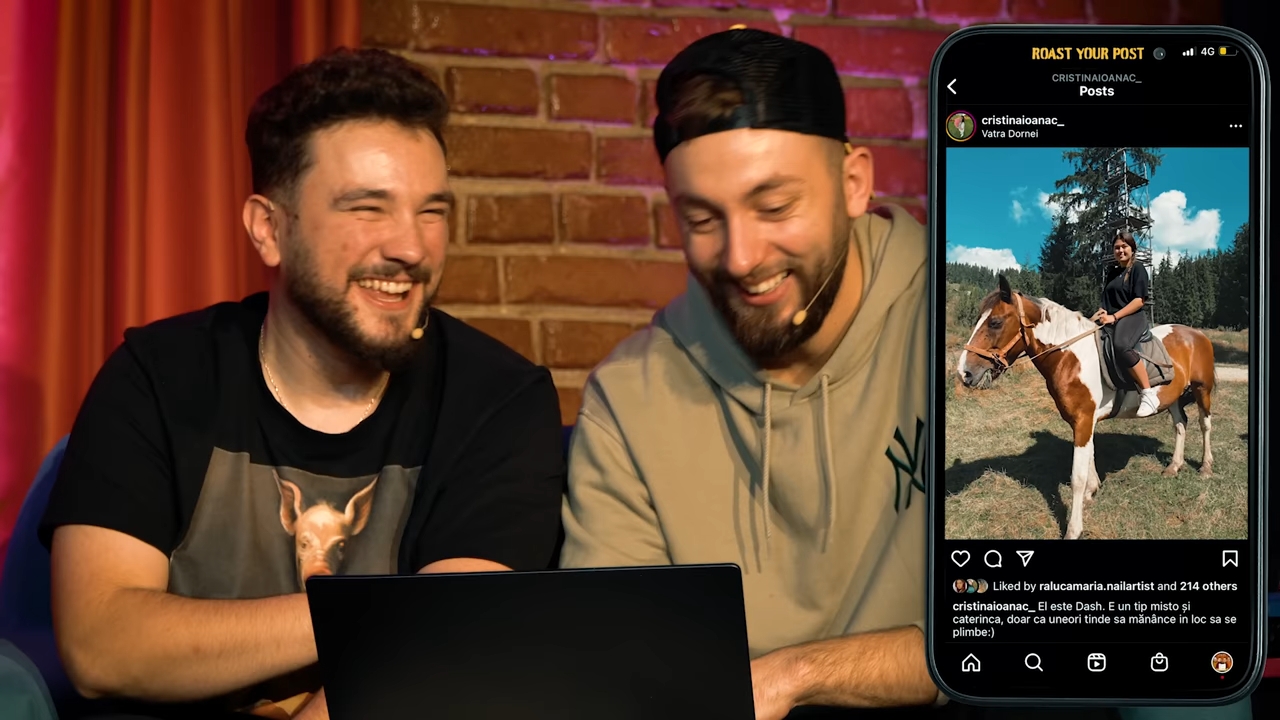 ROAST YOUR POST
4G
CRISTINAIOANAC_
Posts
cristinaioanac_
Vatra Dornei
NY
Liked by ralucamaria.nailartist and 214 others
cristinaioanac_ El este Dash. E un tip misto și
caterinca, doar ca uneori tinde sa mănânce in loc sa se
plimbe:)